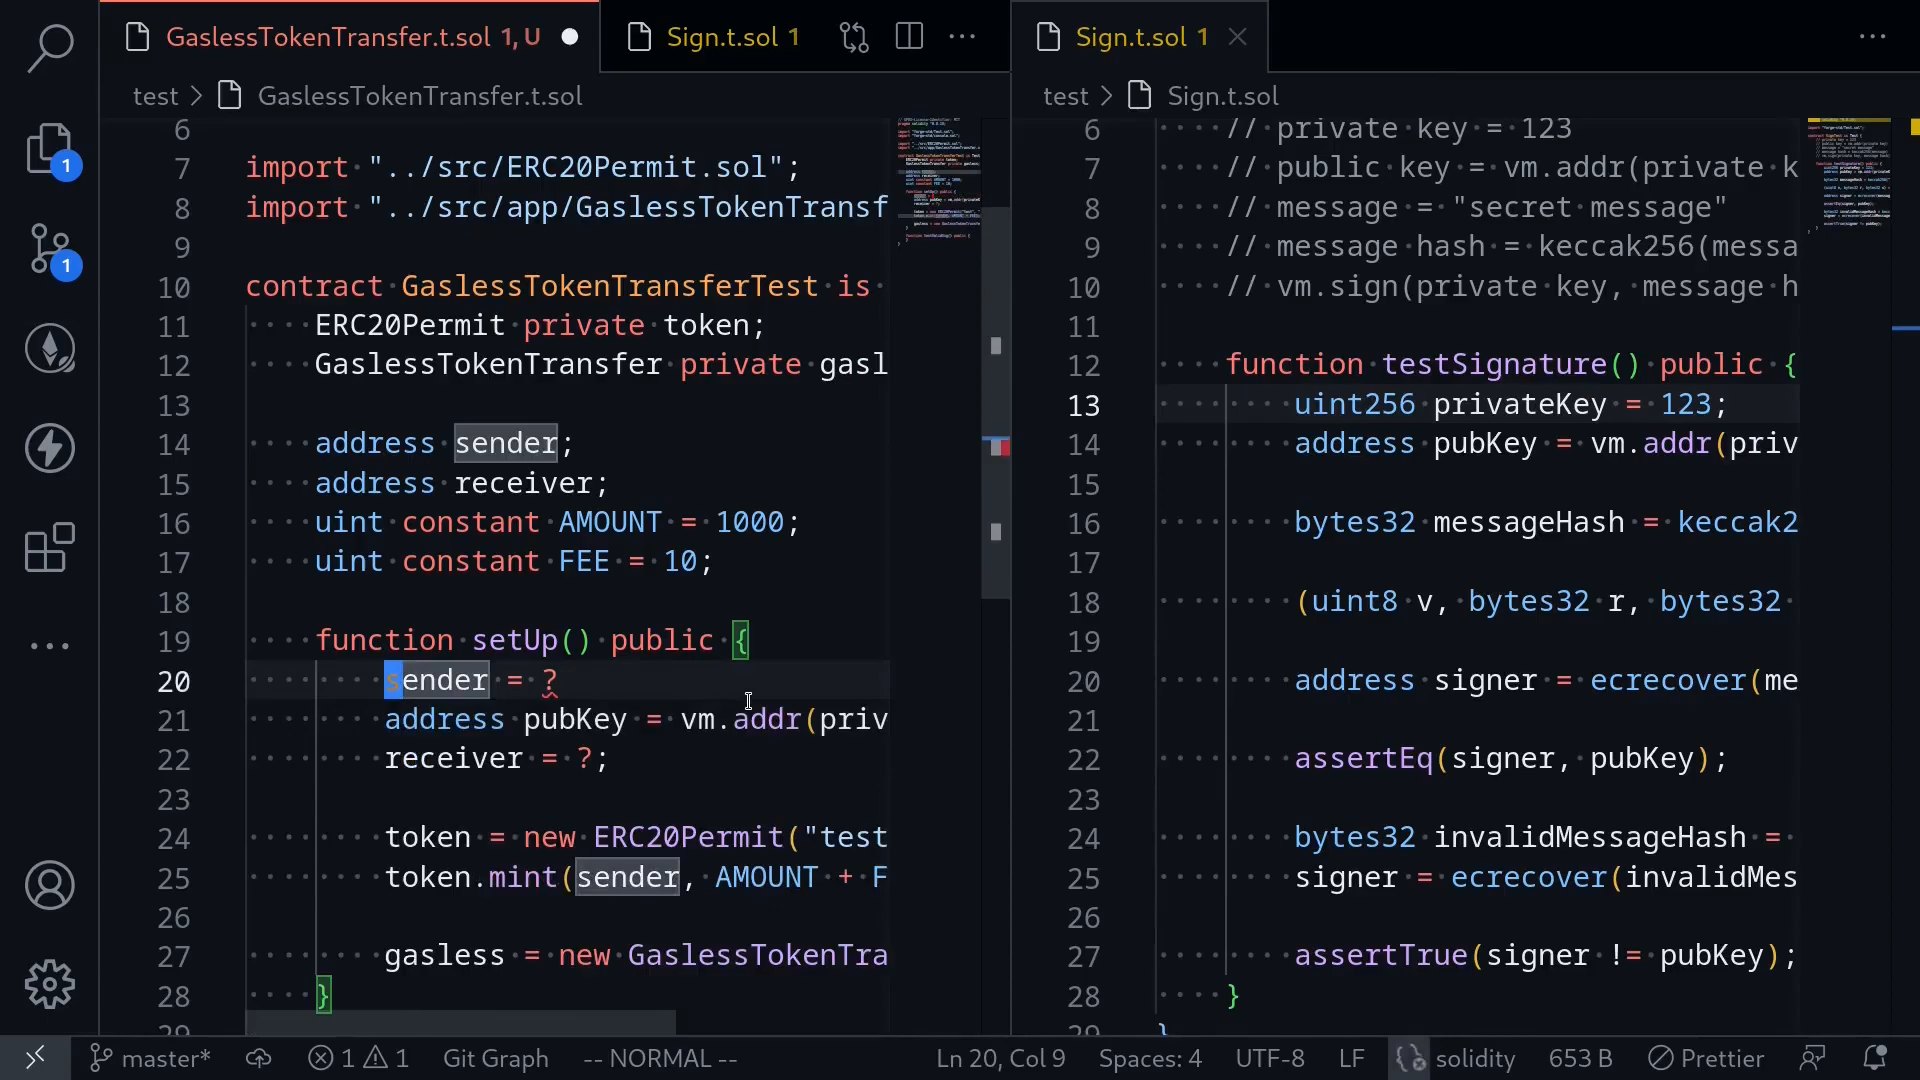 GaslessTokenTransfer.t.sol 1, U
Sign.t.sol 1
Sign.t.sol 1
test > GaslessTokenTransfer.t.sol
test > Sign.t.sol
6
7 import "../src/ERC20Permit.sol";
8 import "../src/app/GaslessTokenTransf
9
10 contract GaslessTokenTransferTest is
11 ERC20Permit private token;
12 GaslessTokenTransfer private gasl
13
14 address sender;
15 address receiver;
16 uint constant AMOUNT = 1000;
17 uint constant FEE = 10;
18
19 function setUp() public {
20 sender = ?
21 address pubKey = vm.addr(priv
22 receiver = ?;
23
24 token = new ERC20Permit("test
25 token.mint(sender, AMOUNT + F
26
27 gasless = new GaslessTokenTra
28 }
29
6 // private key = 123
7 // public key = vm.addr(private k
8 // message = "secret message"
9 // message hash = keccak256(messa
10 // vm.sign(private key, message h
11
12 function testSignature() public {
13 uint256 privateKey = 123;
14 address pubKey = vm.addr(priv
15
16 bytes32 messageHash = keccak2
17
18 (uint8 v, bytes32 r, bytes32
19
20 address signer = ecrecover(me
21
22 assertEq(signer, pubKey);
23
24 bytes32 invalidMessageHash =
25 signer = ecrecover(invalidMes
26
27 assertTrue(signer != pubKey);
28 }
29 }
1
1
master* 1 1 Git Graph -- NORMAL -- Ln 20, Col 9 Spaces: 4 UTF-8 LF solidity 653 B Prettier